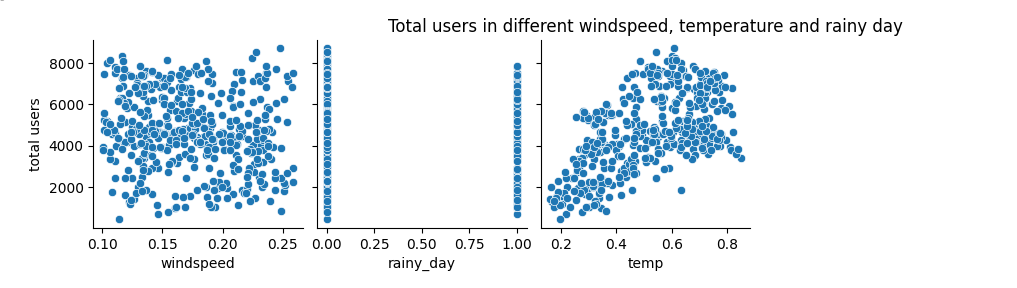 Total users in different windspeed, temperature and rainy day
total users
8000
6000
4000
2000
0.10 0.15 0.20 0.25
windspeed
0.00 0.25 0.50 0.75 1.00
rainy_day
0.2 0.4 0.6 0.8
temp